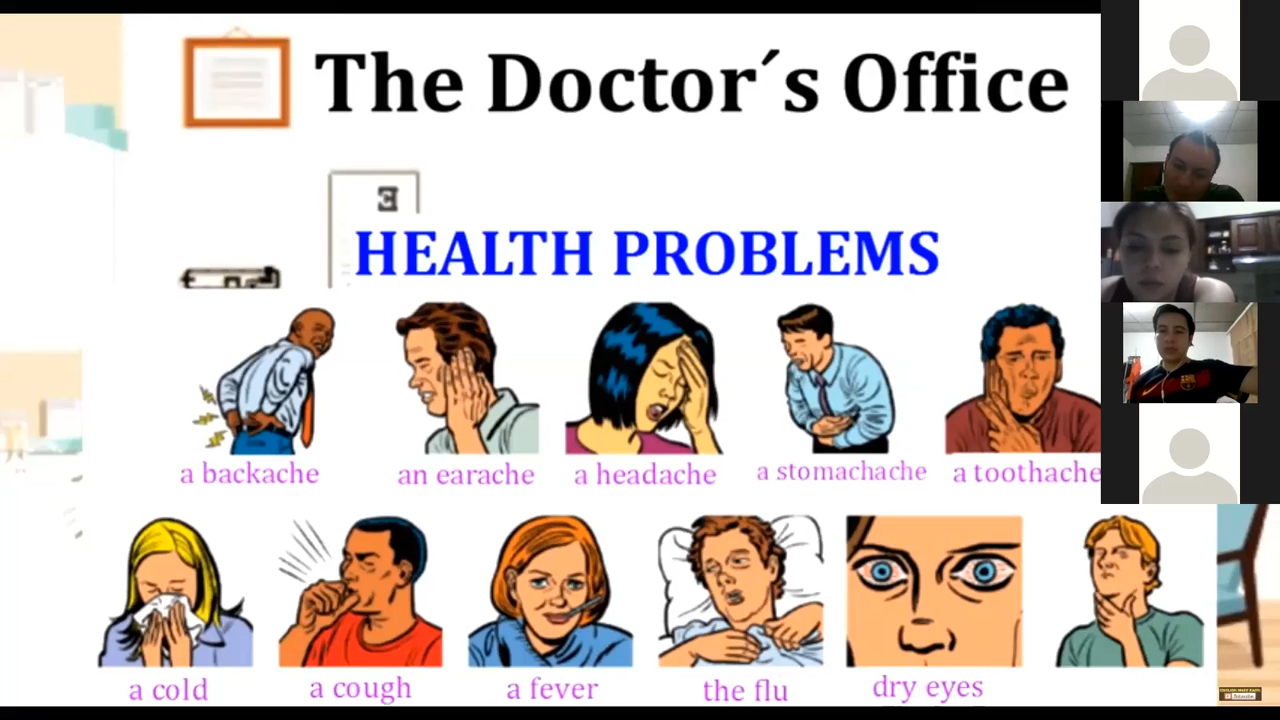 The Doctor´s Office
HEALTH PROBLEMS
a backache an earache a headache a stomachache a toothache
a cold a cough a fever the flu dry eyes